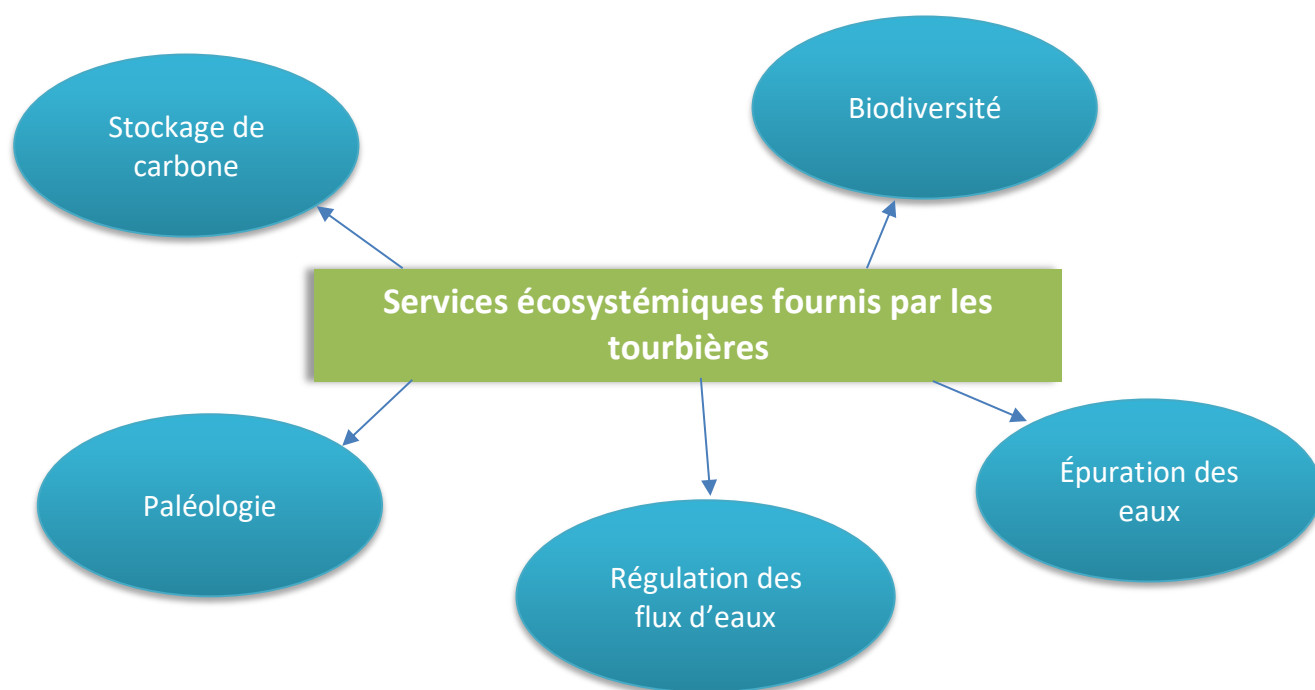 Stockage de
carbone
Biodiversité
Services écosystémiques fournis par les
tourbières
Paléologie
Régulation des
flux d’eaux
Épuration des
eaux